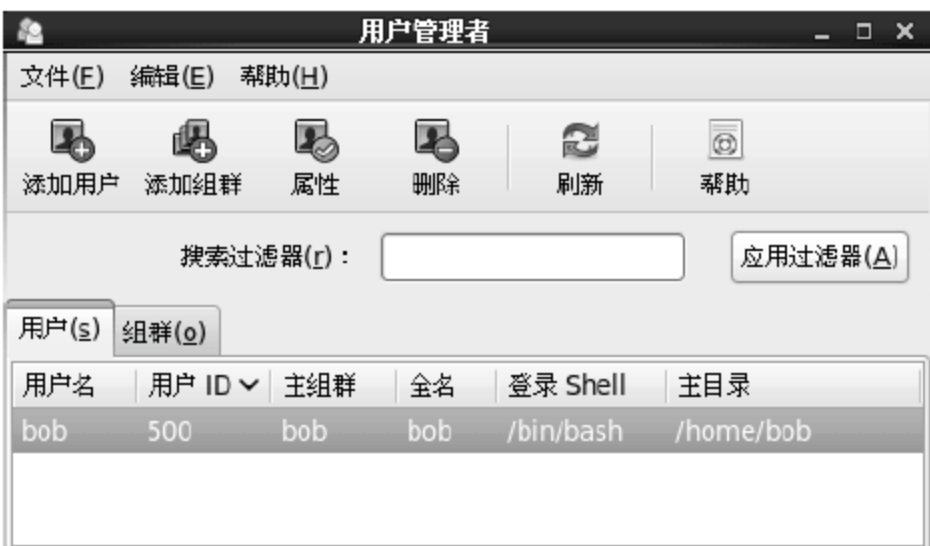 用户管理者
文件(F) 编辑(E) 帮助(H)
添加用户 添加组群 属性 删除 刷新 帮助
搜索过滤器(r)： 应用过滤器(A)
用户(s) 组群(o)
用户名 用户 ID 主组群 全名 登录 Shell 主目录
bob 500 bob bob /bin/bash /home/bob